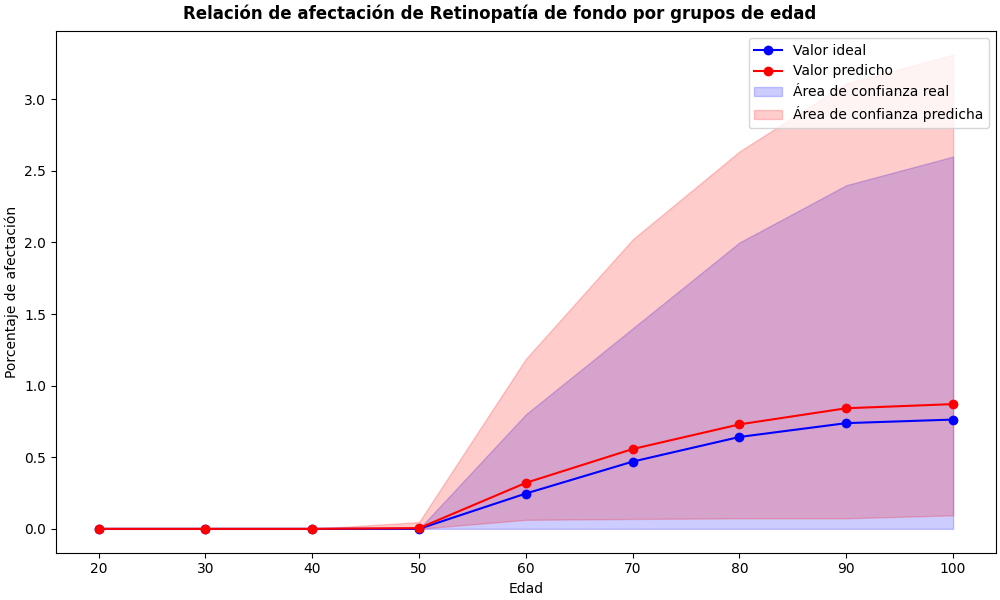 Relación de afectación de Retinopatía de fondo por grupos de edad
Valor ideal
Valor predicho
Área de confianza real
Área de confianza predicha
Porcentaje de afectación
3.0
2.5
2.0
1.5
1.0
0.5
0.0
20 30 40 50 60 70 80 90 100
Edad